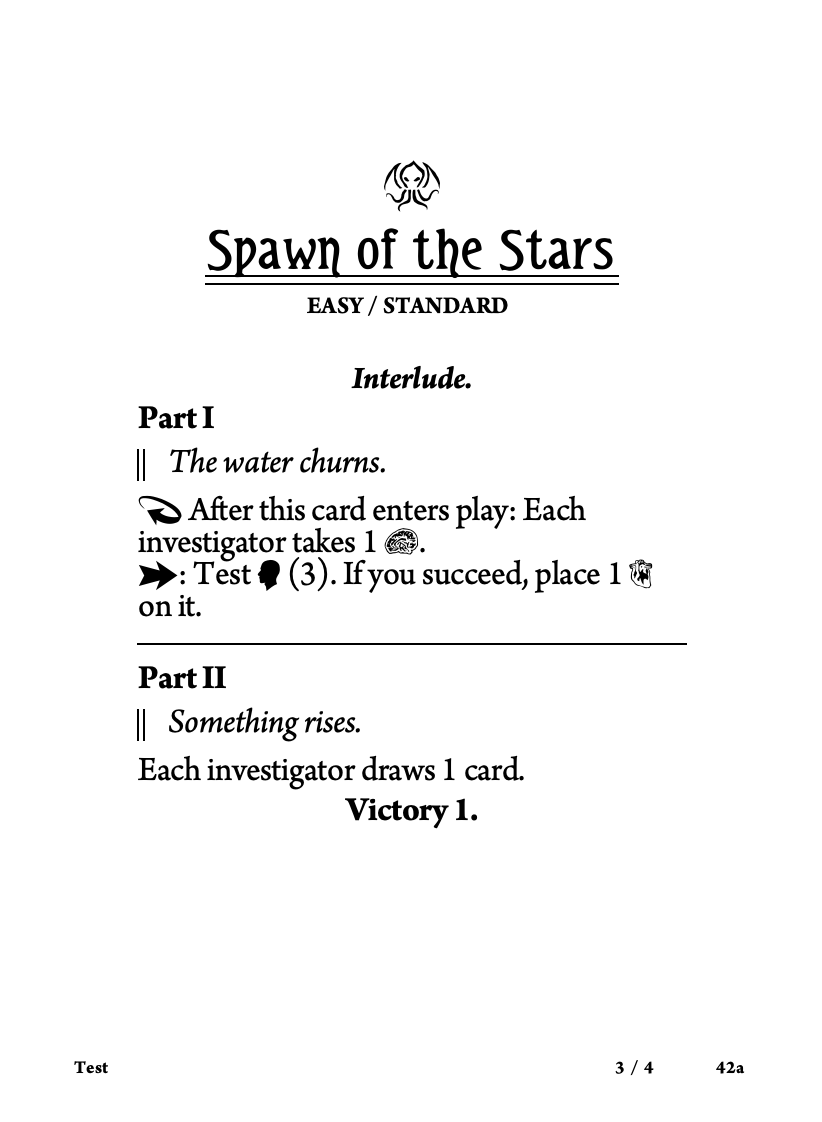 Spawn of the Stars
EASY / STANDARD
Interlude.
Part I
The water churns.
After this card enters play: Each
investigator takes 1 .
: Test (3). If you succeed, place 1
on it.
Part II
Something rises.
Each investigator draws 1 card.
Victory 1.
Test
3 / 4
42a